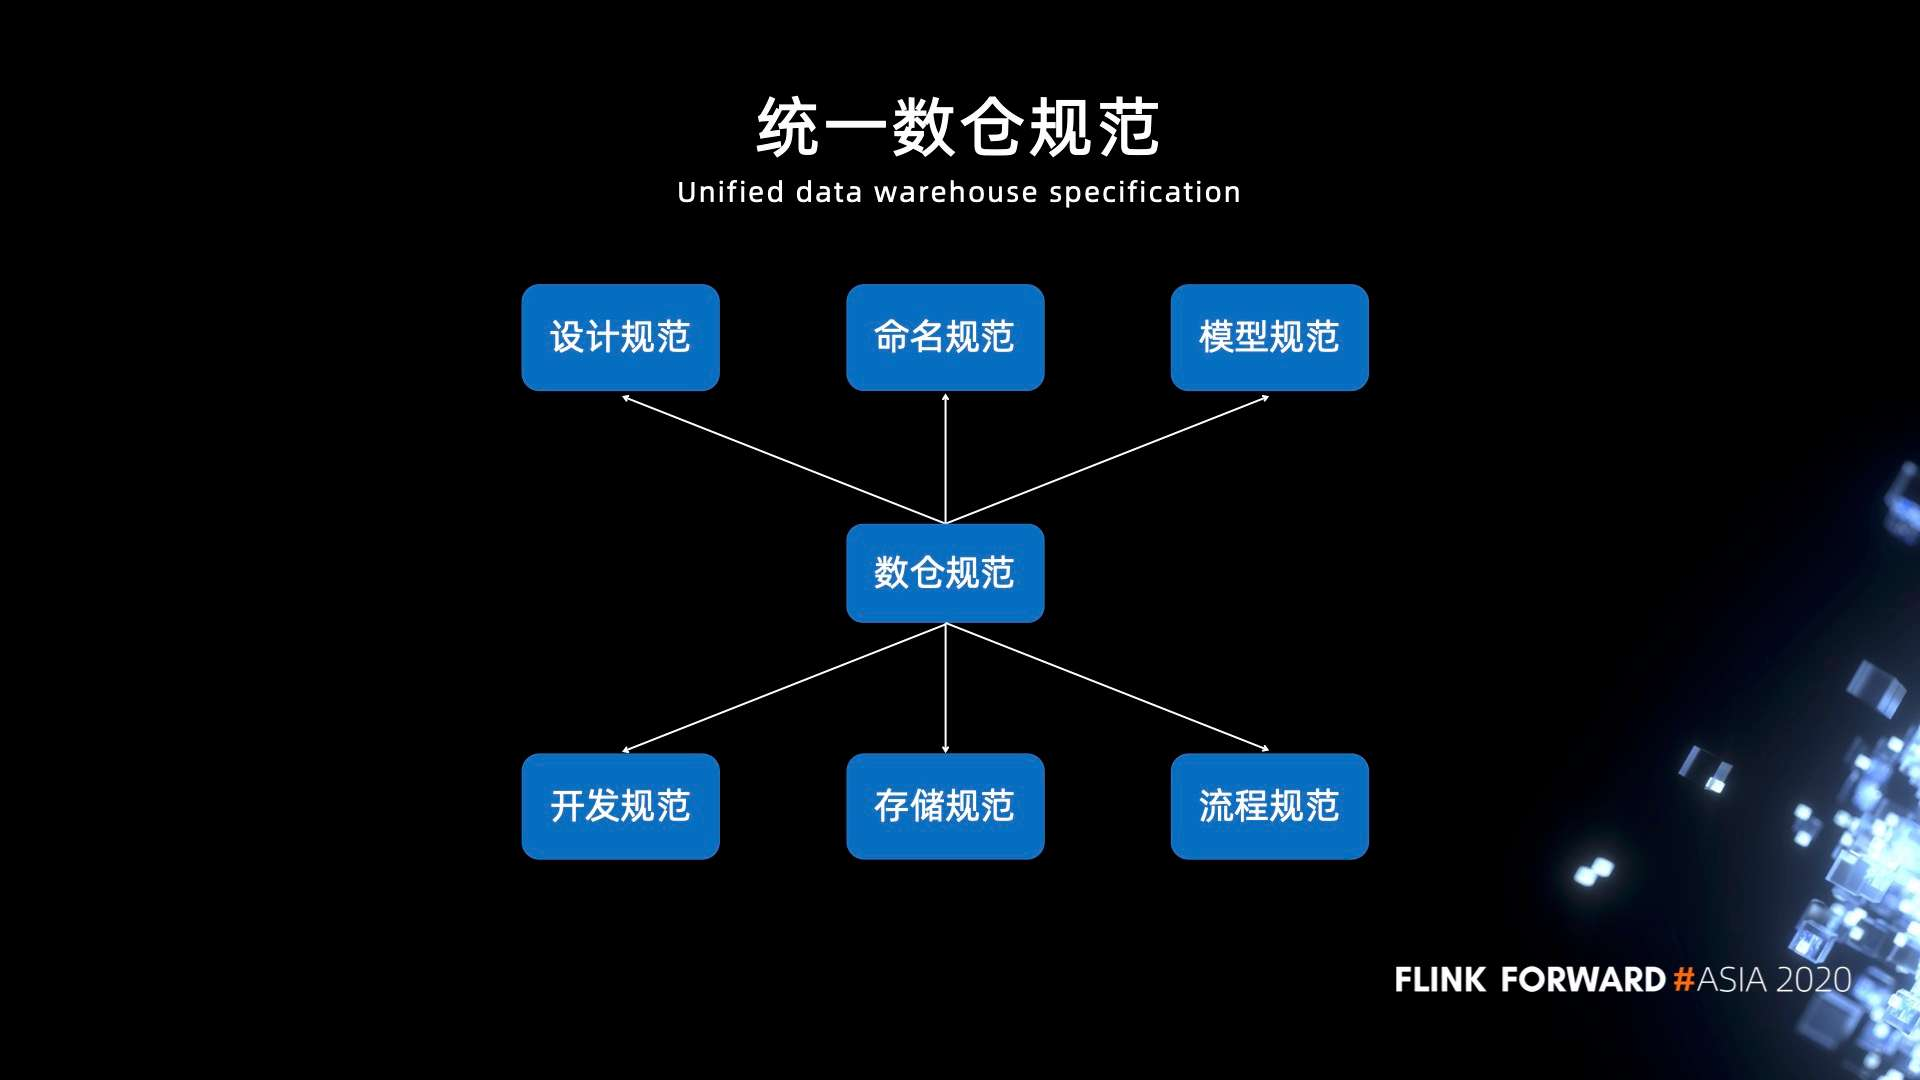 统一数仓规范
Unified data warehouse specification
设计规范
命名规范
模型规范
数仓规范
开发规范
存储规范
流程规范
FLINK FORWARD #ASIA 2020